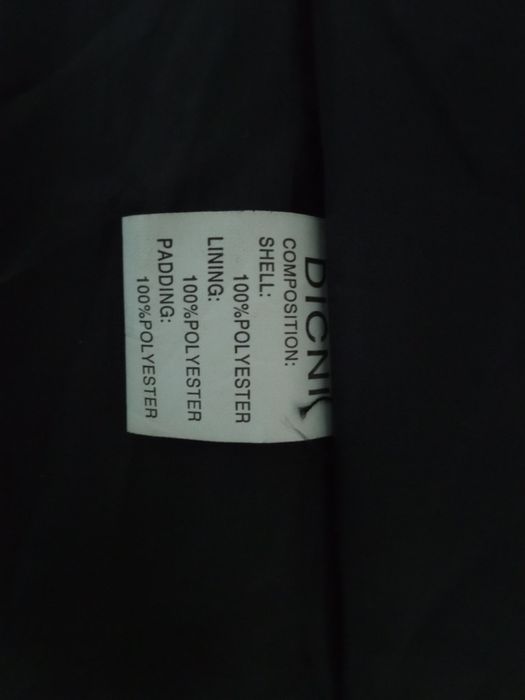 COMPOSITION:
SHELL:
100%POLYESTER
LINING:
100%POLYESTER
PADDING:
100%POLYESTER